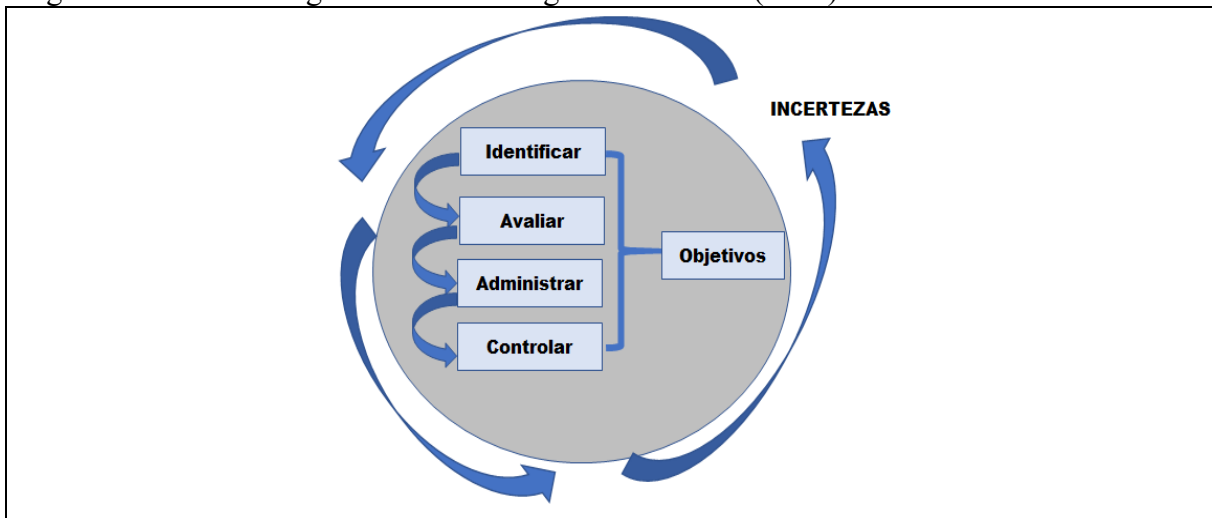 INCERTEZAS
Identificar
Avaliar
Objetivos
Administrar
Controlar